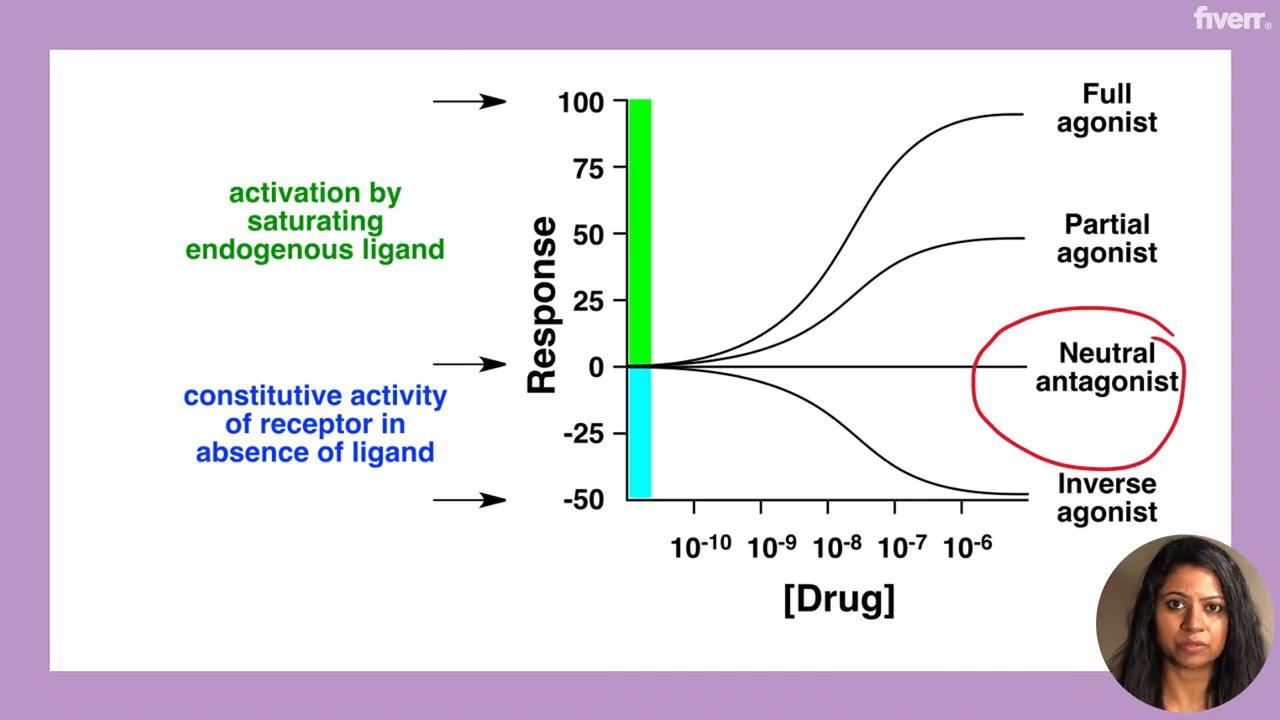 fiverr®
Full
agonist
100
activation by
saturating
endogenous ligand
75
50
25
0
-25
-50
Response
Partial
agonist
Neutral
antagonist
constitutive activity
of receptor in
absence of ligand
Inverse
agonist
10-10 10-9 10-8 10-7 10-6
[Drug]